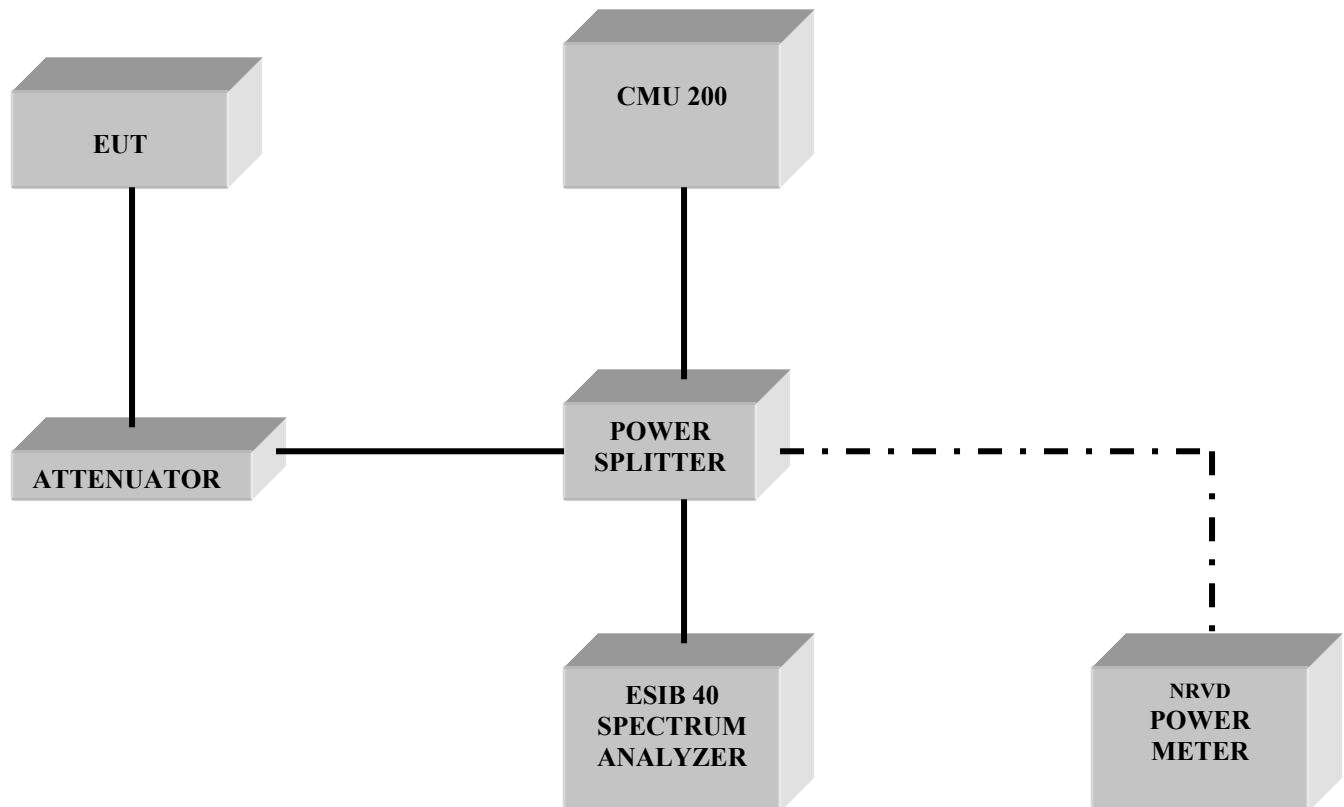 EUT
CMU 200
ATTENUATOR
POWER
SPLITTER
ESIB 40
SPECTRUM
ANALYZER
NRVD
POWER
METER